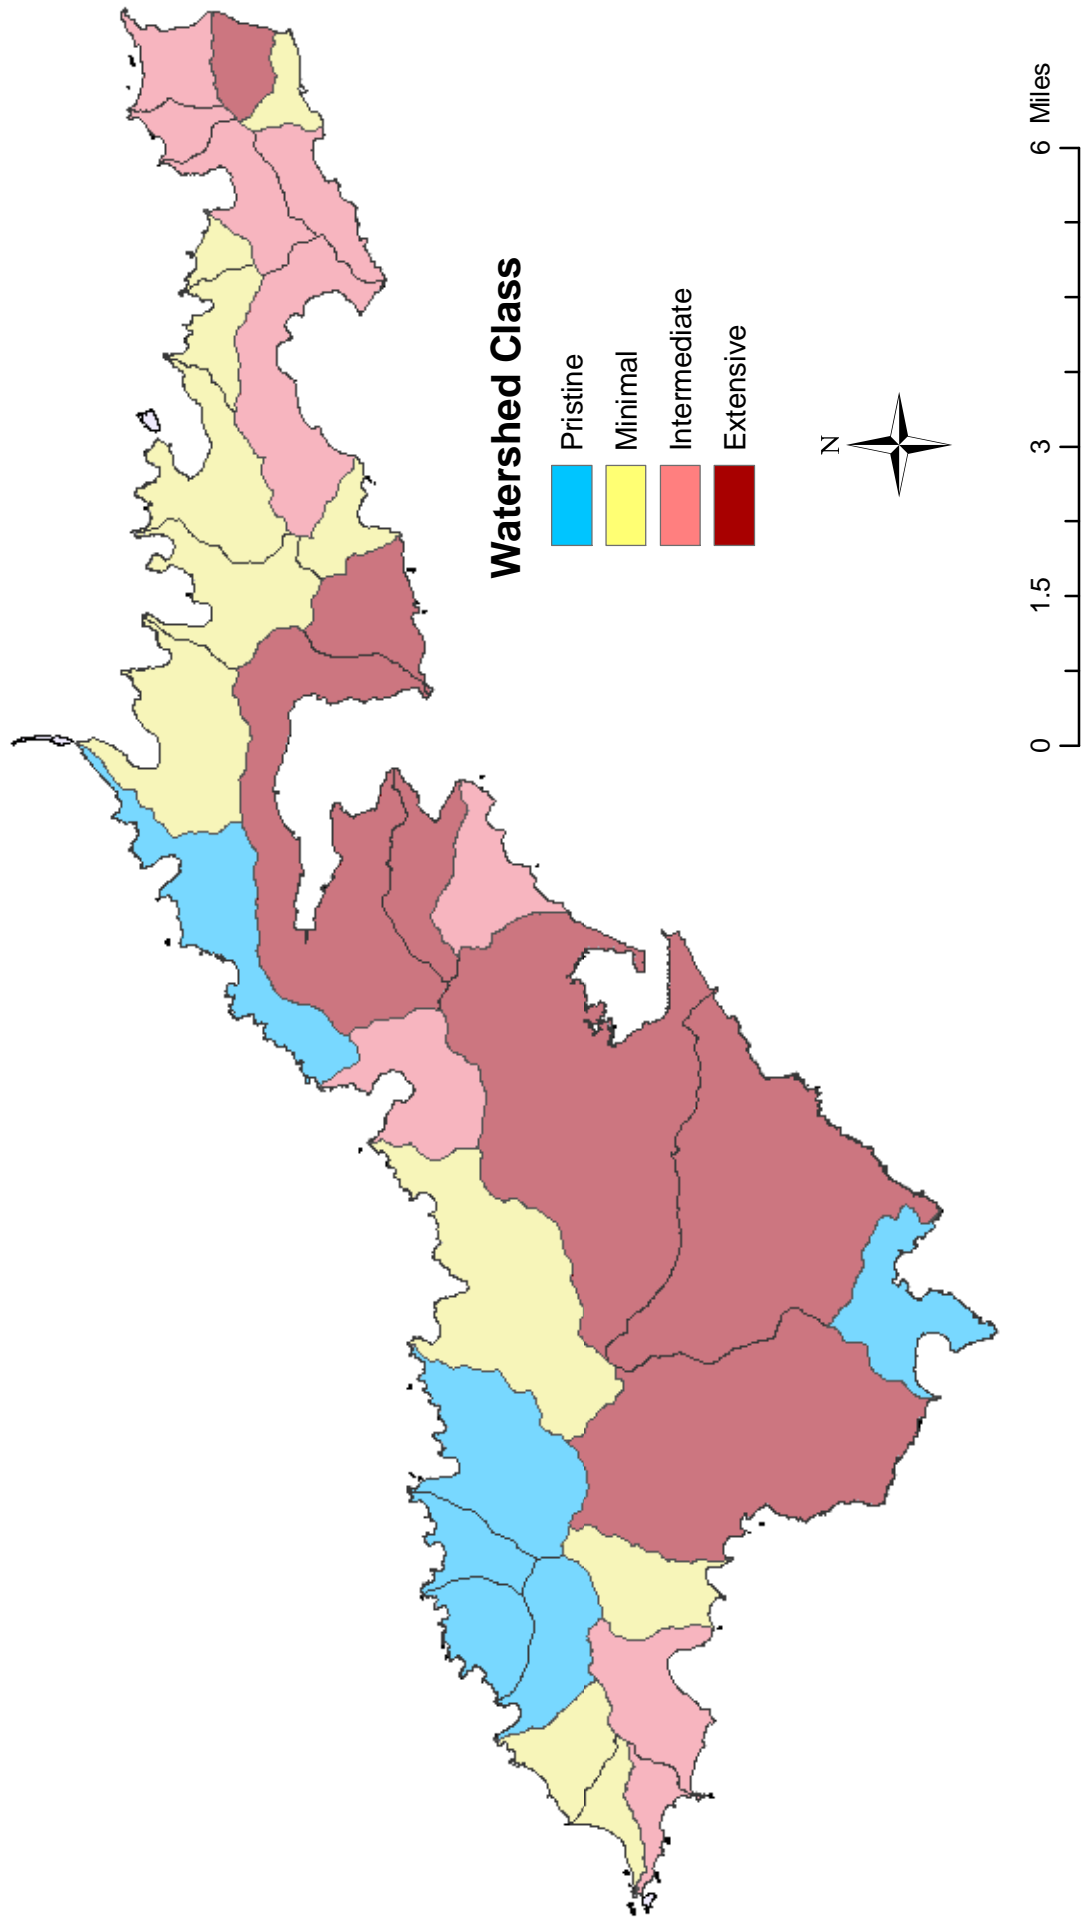 Watershed Class
Pristine
Minimal
Intermediate
Extensive
N
0 1.5 3 6 Miles